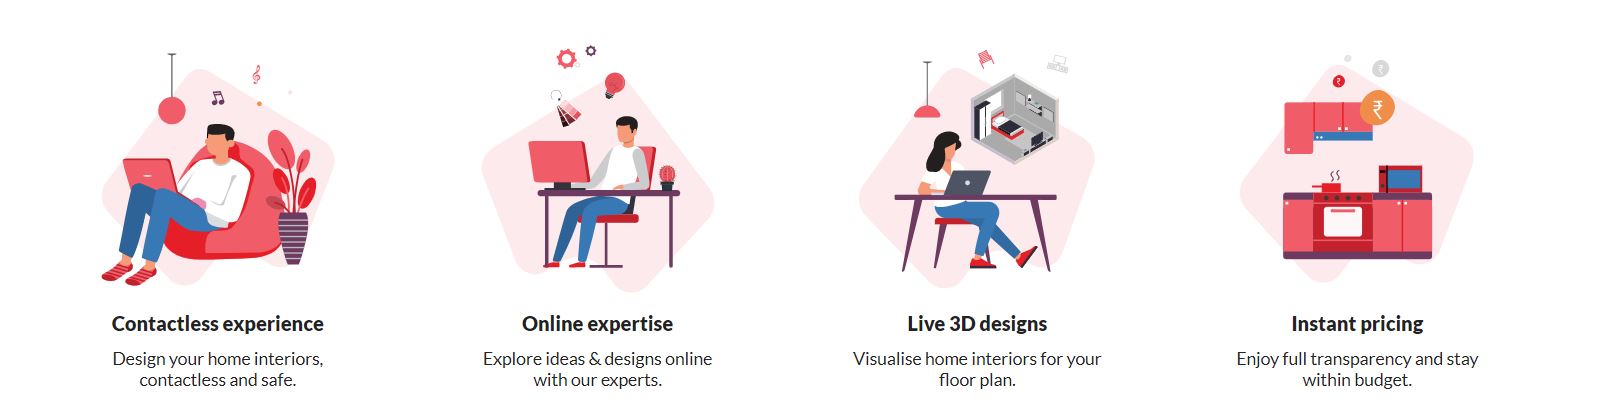 ₹
₹
₹
Contactless experience
Design your home interiors,
contactless and safe.
Online expertise
Explore ideas & designs online
with our experts.
Live 3D designs
Visualise home interiors for your
floor plan.
Instant pricing
Enjoy full transparency and stay
within budget.